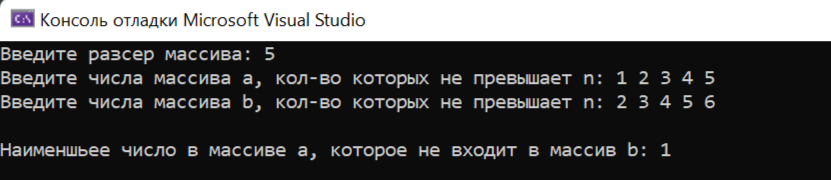 Консоль отладки Microsoft Visual Studio
Введите разсер массива: 5
Введите числа массива a, кол-во которых не превышает n: 1 2 3 4 5
Введите числа массива b, кол-во которых не превышает n: 2 3 4 5 6
Наименшьее число в массиве a, которое не входит в массив b: 1